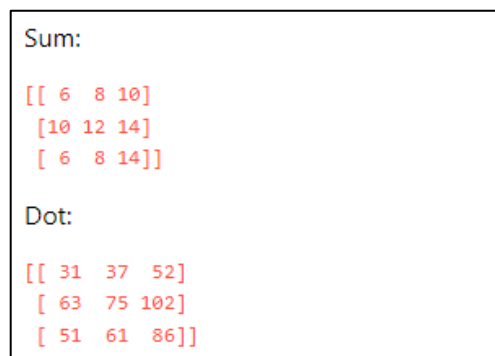 Sum:
[[ 6  8 10]
 [10 12 14]
 [ 6  8 14]]
Dot:
[[ 31  37  52]
 [ 63  75 102]
 [ 51  61  86]]